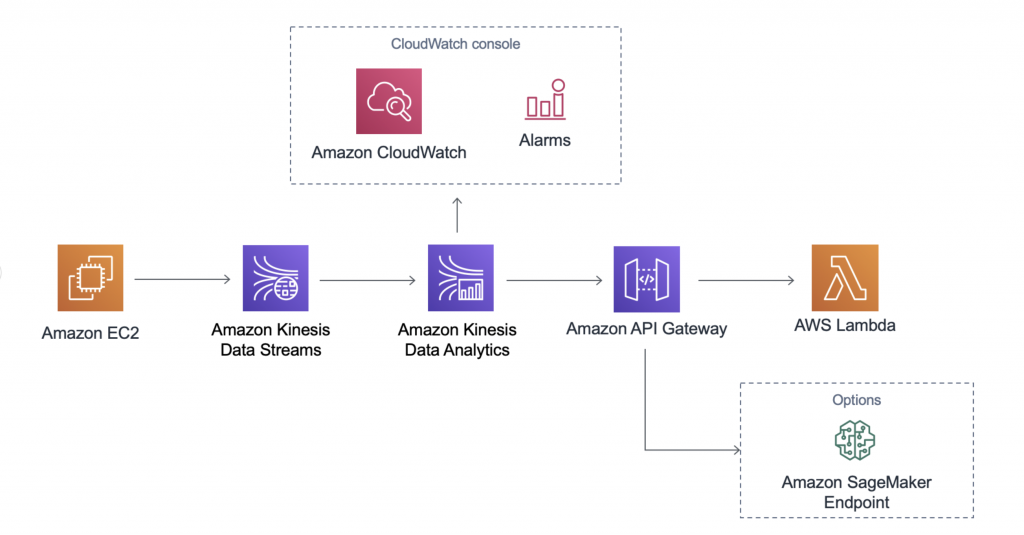 CloudWatch console
Amazon CloudWatch
Alarms
Amazon EC2
Amazon Kinesis
Data Streams
Amazon Kinesis
Data Analytics
Amazon API Gateway
AWS Lambda
Options
Amazon SageMaker
Endpoint